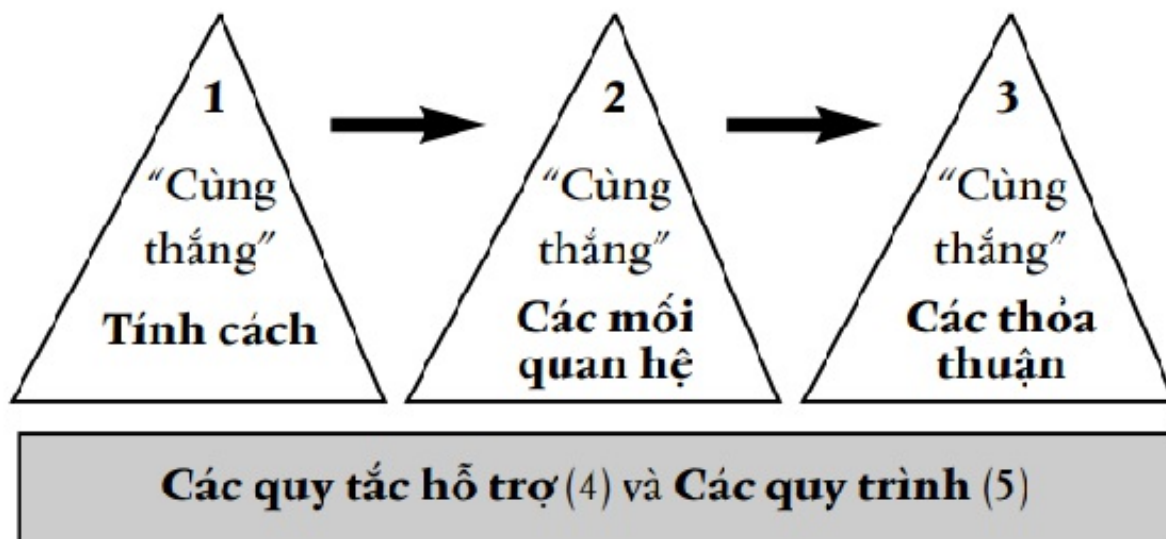 1
“Cùng
thắng”
Tính cách
2
“Cùng
thắng”
Các mối
quan hệ
3
“Cùng
thắng”
Các thỏa
thuận
Các quy tắc hỗ trợ (4) và Các quy trình (5)